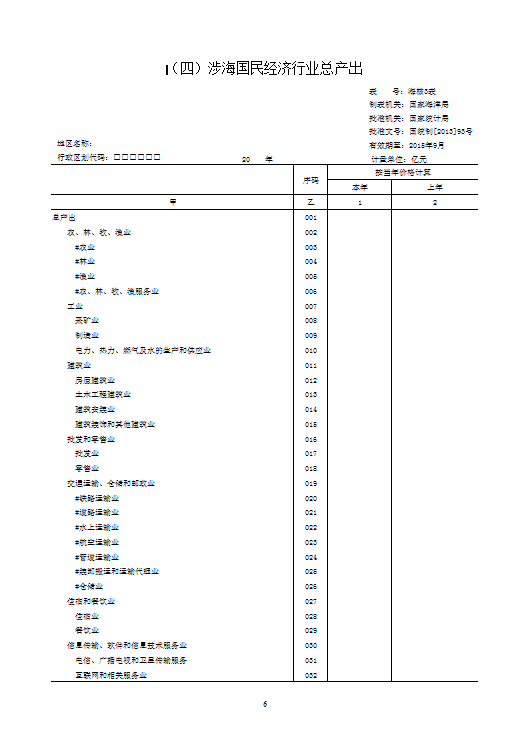 （四）涉海国民经济行业总产出
表    号：海核3表
制表机关：国家海洋局
批准机关：国家统计局
批准文号：国统制[2013]93号
地区名称：
有效期至：2015年9月
行政区划代码：□□□□□□
20  年
计量单位：亿元
序码
按当年价格计算
本年
上年
甲
乙
1
2
总产出 001
农、林、牧、渔业 002
#农业 003
#林业 004
#渔业 005
#农、林、牧、渔服务业 006
工业 007
采矿业 008
制造业 009
电力、热力、燃气及水的生产和供应业 010
建筑业 011
房屋建筑业 012
土木工程建筑业 013
建筑安装业 014
建筑装饰和其他建筑业 015
批发和零售业 016
批发业 017
零售业 018
交通运输、仓储和邮政业 019
#铁路运输业 020
#道路运输业 021
#水上运输业 022
#航空运输业 023
#管道运输业 024
#装卸搬运和运输代理业 025
#仓储业 026
住宿和餐饮业 027
住宿业 028
餐饮业 029
信息传输、软件和信息技术服务业 030
电信、广播电视和卫星传输服务 031
互联网和相关服务业 032
6